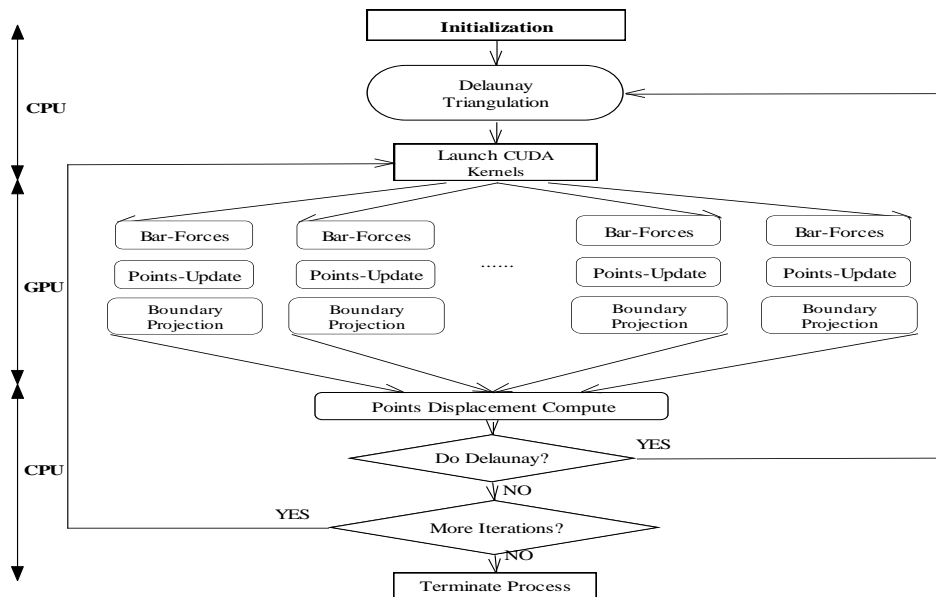 Initialization
Delaunay
Triangulation
CPU
Launch CUDA
Kernels
Bar-Forces
Bar-Forces
Bar-Forces
Bar-Forces
GPU
Points-Update
Points-Update
......
Points-Update
Points-Update
Boundary
Projection
Boundary
Projection
Boundary
Projection
Boundary
Projection
Points Displacement Compute
CPU
Do Delaunay?
YES
NO
YES
More Iterations?
NO
Terminate Process